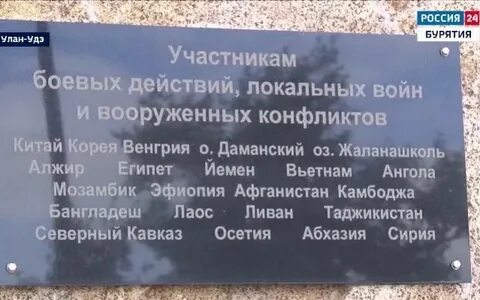 Улан-Удэ
РОССИЯ 24
БУРЯТИЯ
Участникам
боевых действий, локальных войн
и вооруженных конфликтов
Китай Корея Венгрия о. Даманский оз. Жаланашколь
Алжир Египет Йемен Вьетнам Ангола
Мозамбик Эфиопия Афганистан Камбоджа
Бангладеш Лаос Ливан Таджикистан
Северный Кавказ Осетия Абхазия Сирия